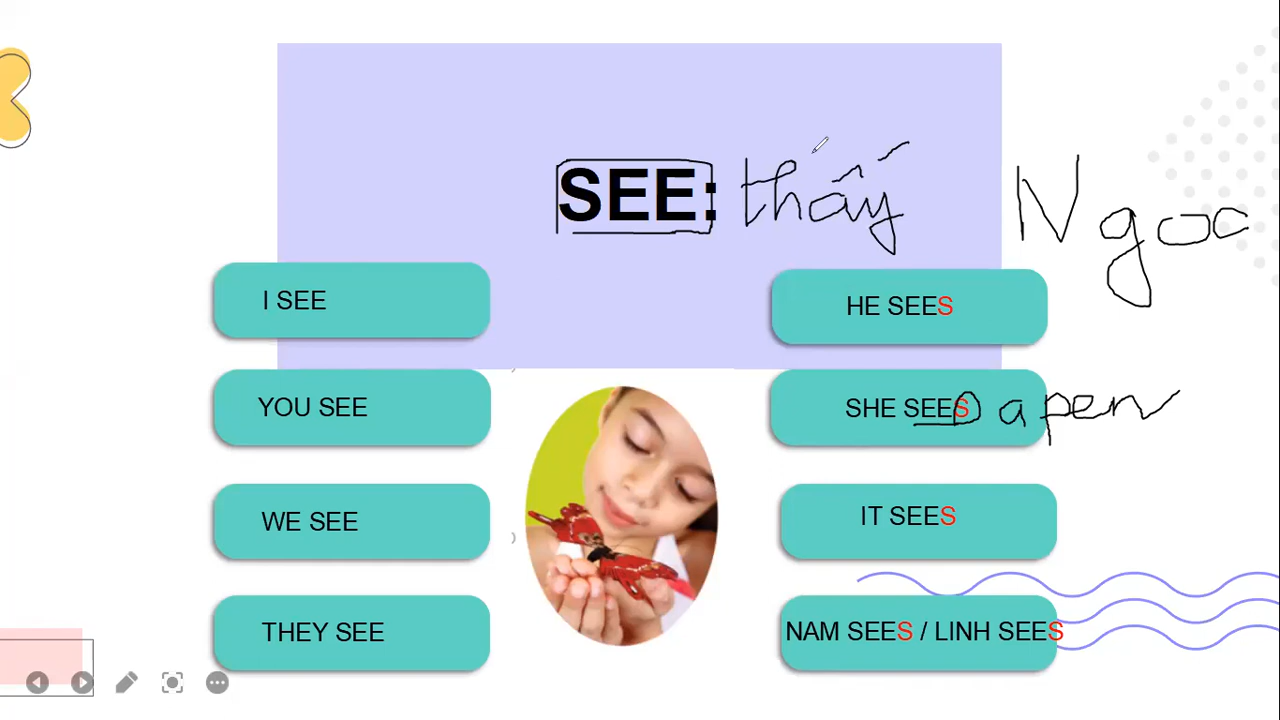 SEE: thấy
Ngoc
I SEE
HE SEES
YOU SEE
SHE SEES a pen
WE SEE
IT SEES
THEY SEE
NAM SEES / LINH SEES